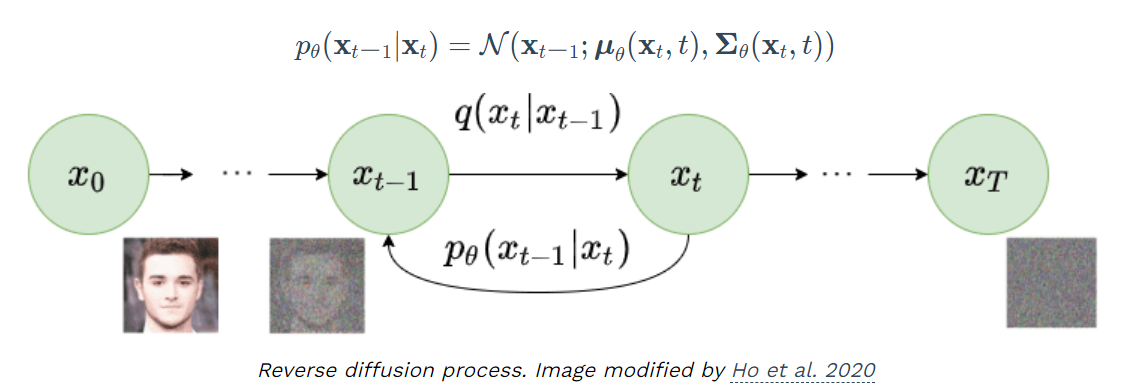 pθ(𝐱ₜ₋₁|𝐱ₜ) = 𝒩(𝐱ₜ₋₁; 𝛍θ(𝐱ₜ, t), 𝚺θ(𝐱ₜ, t))
q(xₜ|xₜ₋₁)
x₀ ... xₜ₋₁ xₜ ... x_T
pθ(xₜ₋₁|xₜ)
Reverse diffusion process. Image modified by Ho et al. 2020